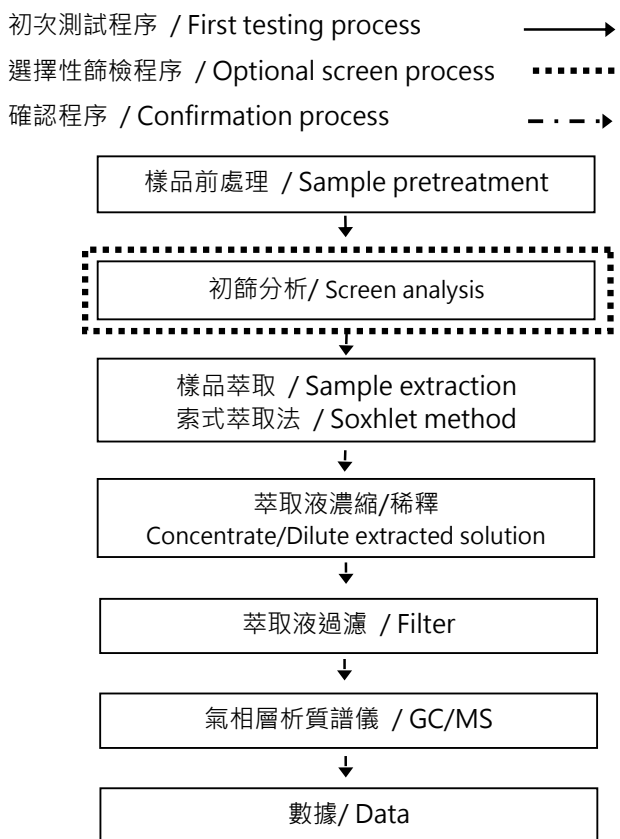 初次測試程序 / First testing process
選擇性篩檢程序 / Optional screen process
確認程序 / Confirmation process
樣品前處理 / Sample pretreatment
初篩分析/ Screen analysis
樣品萃取 / Sample extraction
索式萃取法 / Soxhlet method
萃取液濃縮/稀釋
Concentrate/Dilute extracted solution
萃取液過濾 / Filter
氣相層析質譜儀 / GC/MS
數據/ Data